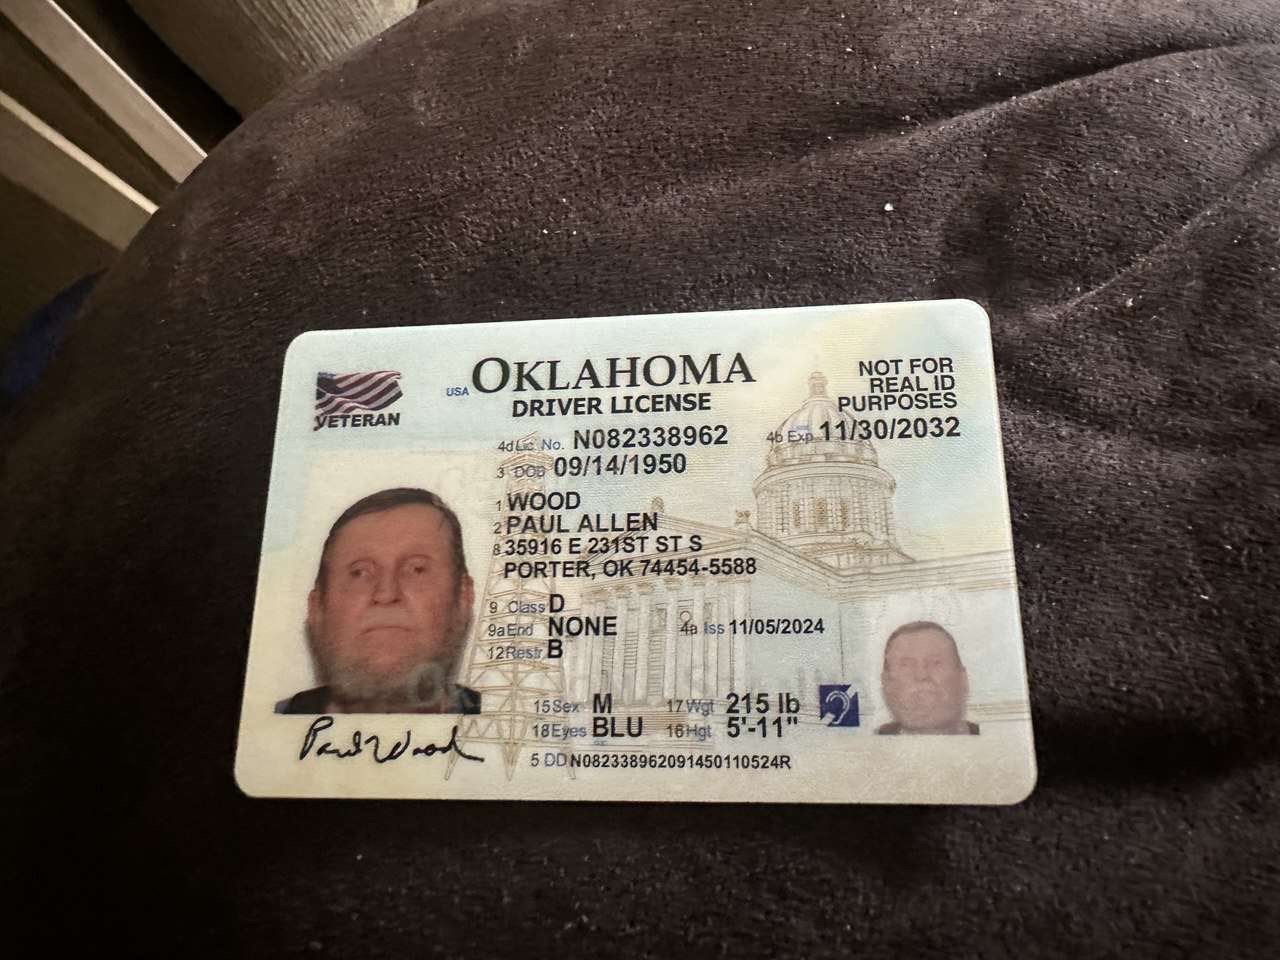 VETERAN
USA OKLAHOMA
DRIVER LICENSE
NOT FOR
REAL ID
PURPOSES
4d Lic. No. N082338962
4b Exp 11/30/2032
3 DOB 09/14/1950
1 WOOD
2 PAUL ALLEN
8 35916 E 231ST ST S
PORTER, OK 74454-5588
9 Class D
9a End NONE
4a Iss 11/05/2024
12 Restr B
15 Sex M 17 Wgt 215 lb
18 Eyes BLU 16 Hgt 5'-11"
5 DD N082338962091450110524R
Paul Wood